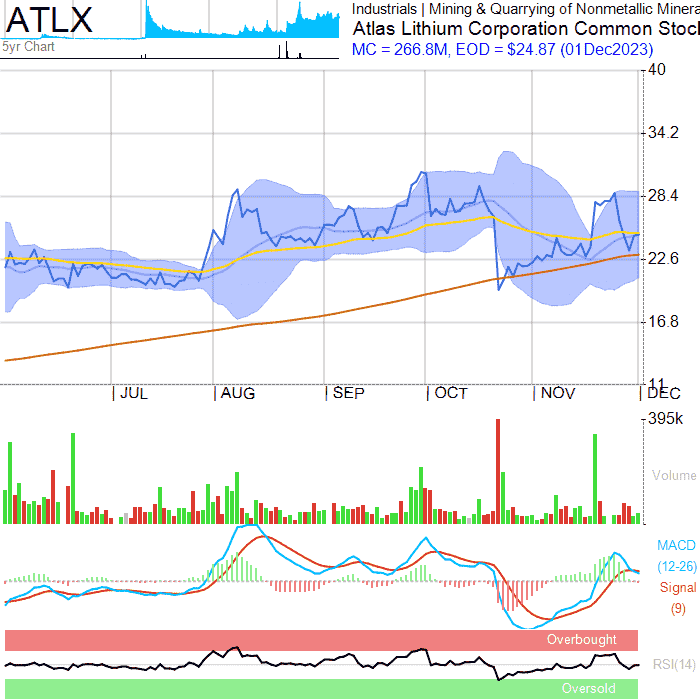 ATLX
5yr Chart
Industrials | Mining & Quarrying of Nonmetallic Minera
Atlas Lithium Corporation Common Stoc
MC = 266.8M, EOD = $24.87 (01Dec2023)
40
34.2
28.4
22.6
16.8
11
JUL AUG SEP OCT NOV DEC
395k
Volume
MACD
(12-26)
Signal
(9)
Overbought
RSI(14)
Oversold